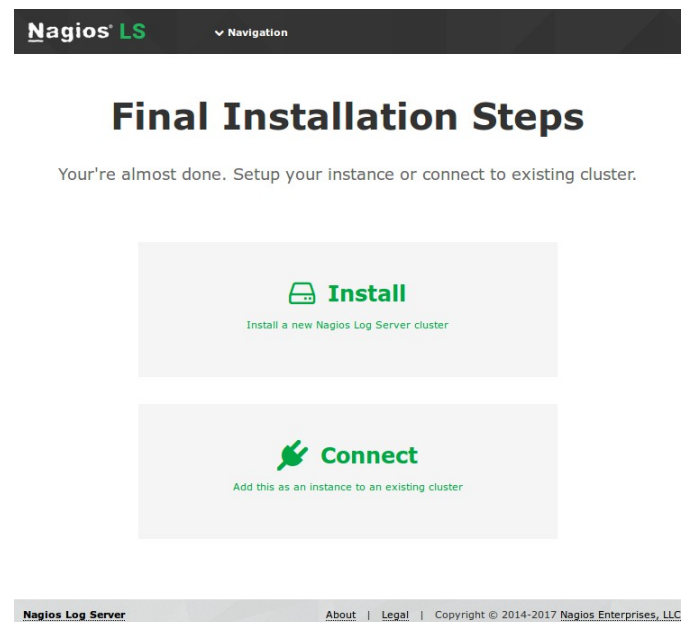 Nagios® LS Navigation
Final Installation Steps
Your're almost done. Setup your instance or connect to existing cluster.
Install
Install a new Nagios Log Server cluster
Connect
Add this as an instance to an existing cluster
Nagios Log Server About | Legal | Copyright © 2014-2017 Nagios Enterprises, LLC